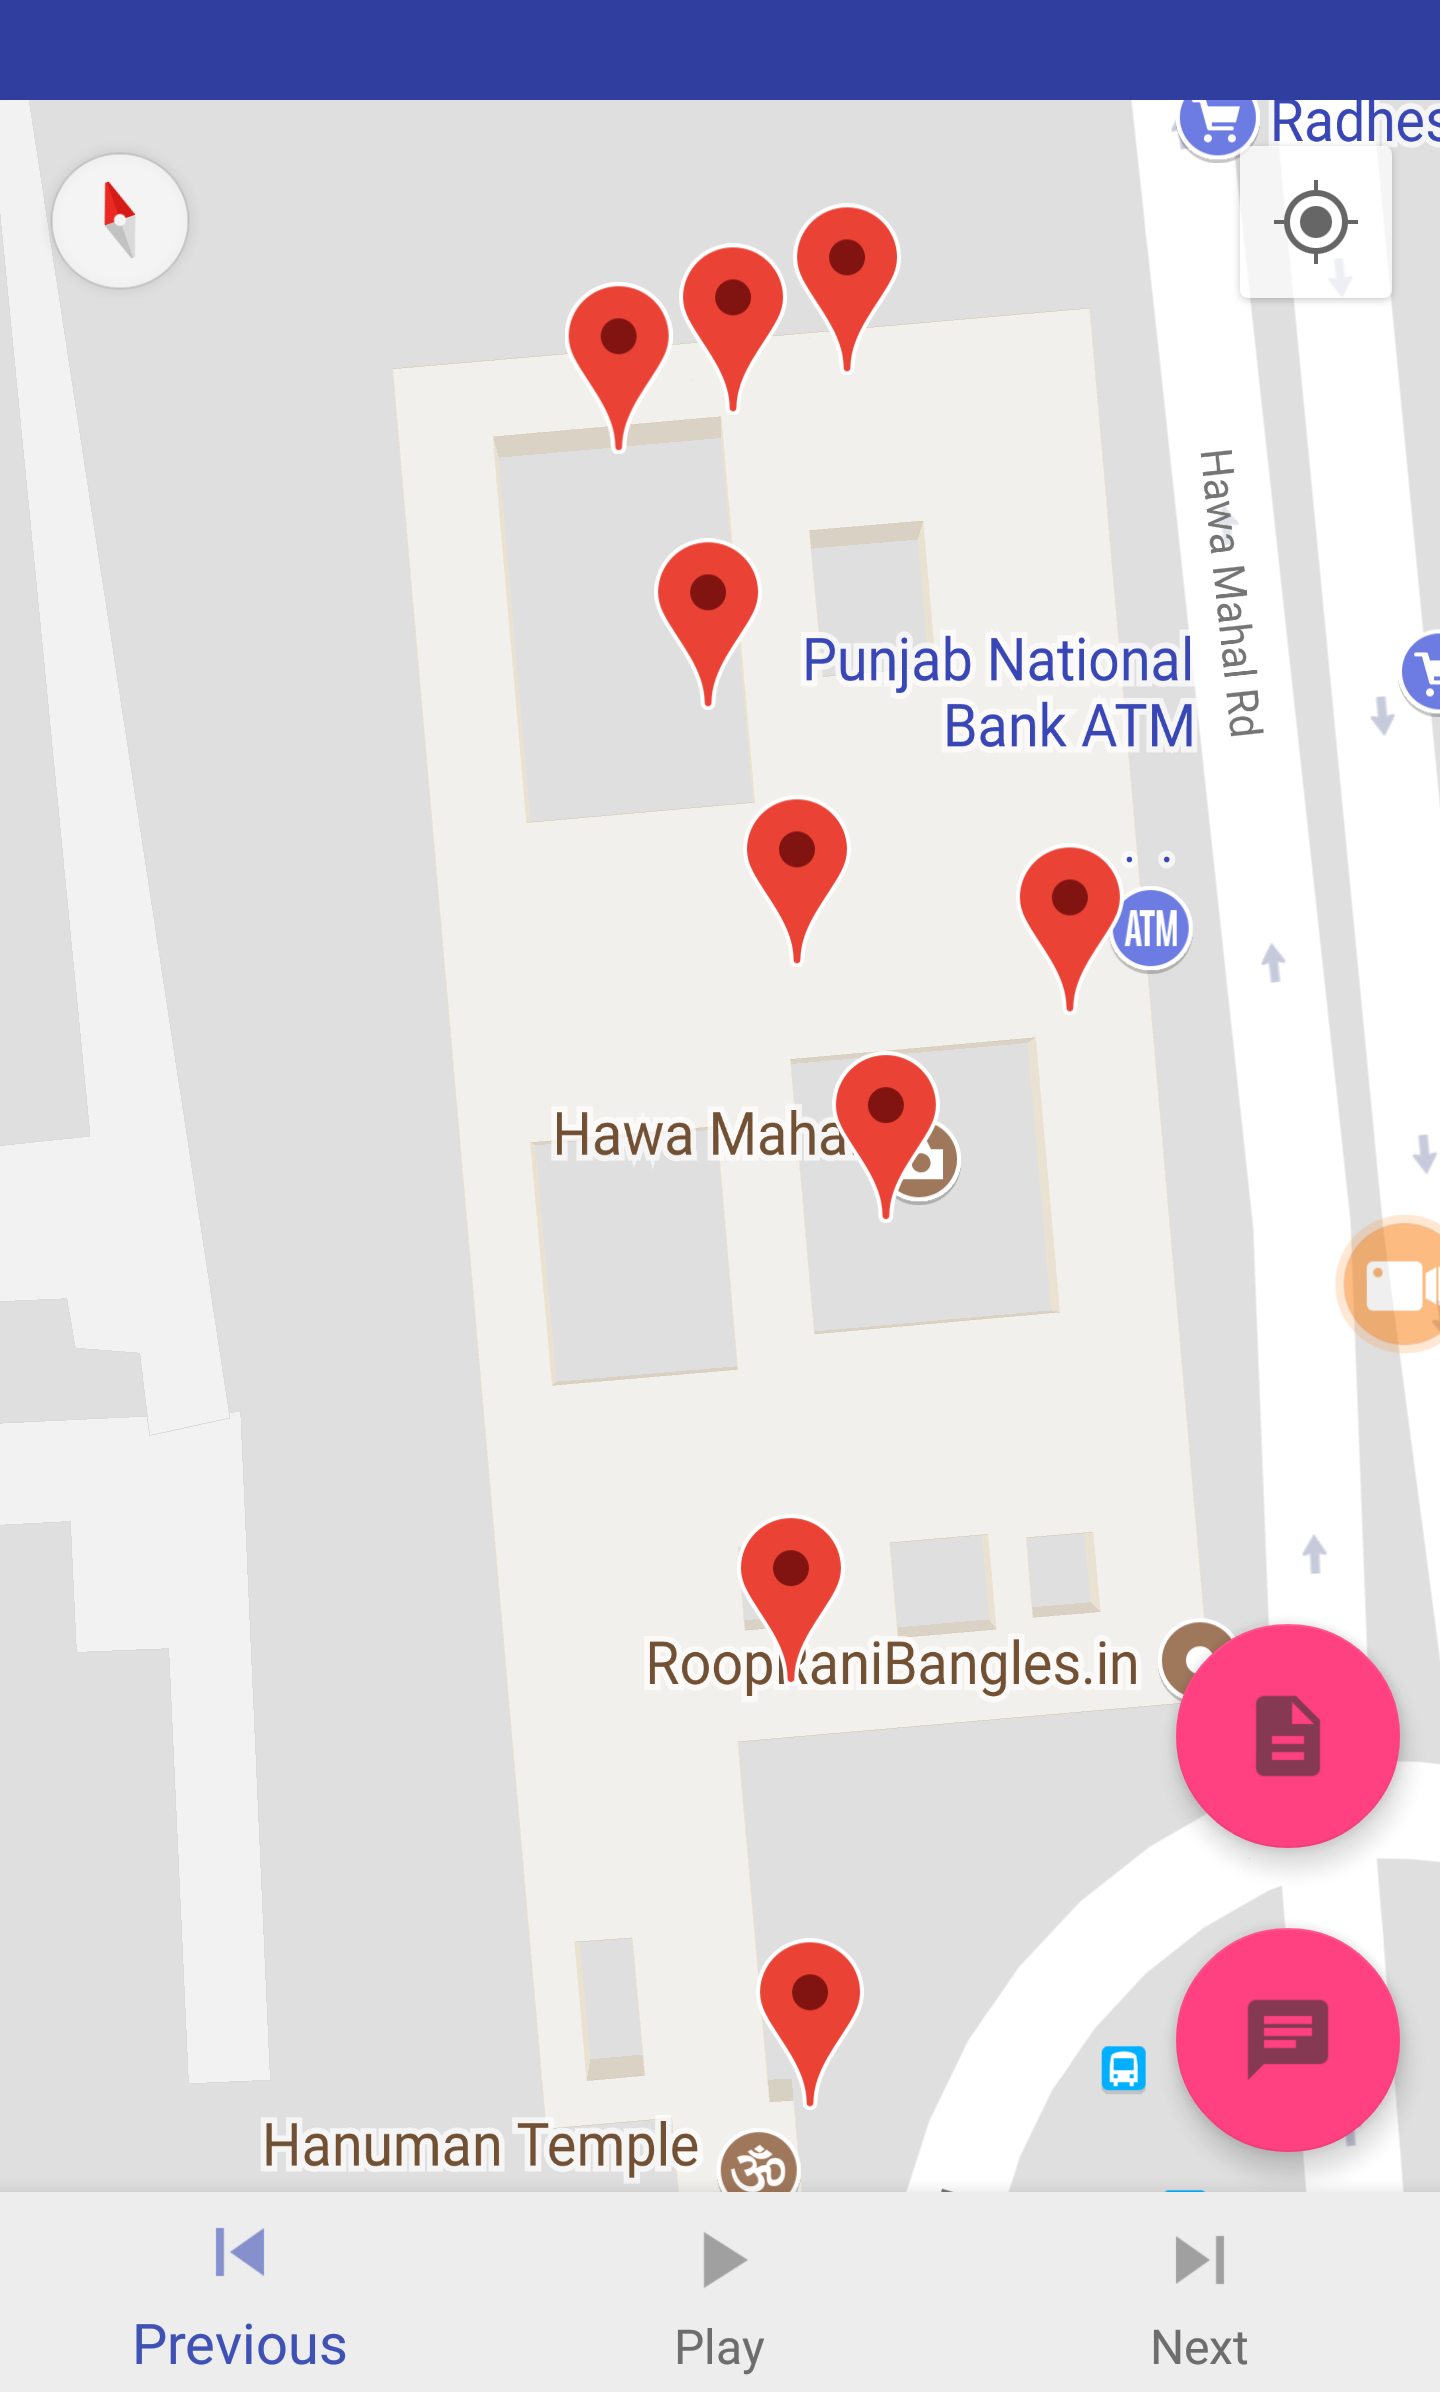 Radhes
Hawa Mahal Rd
Punjab National
Bank ATM
ATM
Hawa Maha
RoopRaniBangles.in
Hanuman Temple
ॐ
Previous
Play
Next